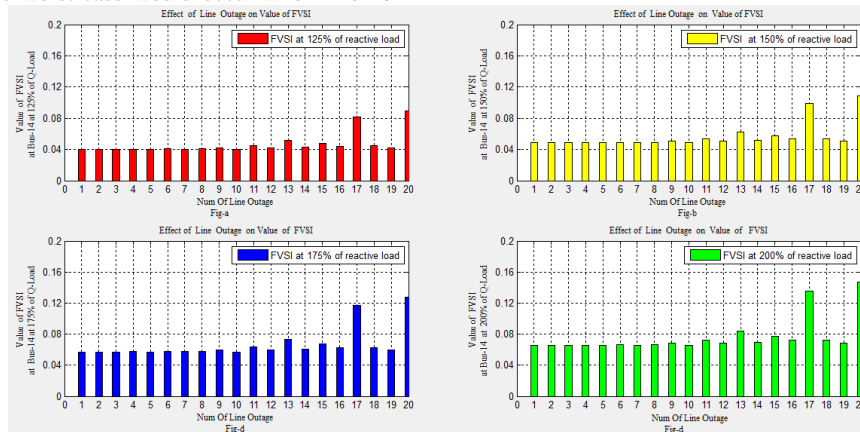 Effect of Line Outage on Value of FVSI
FVSI at 125% of reactive load
Value of FVSI
at Bus-14 at 125% of Q-Load
0.2
0.16
0.12
0.08
0.04
0
0 1 2 3 4 5 6 7 8 9 10 11 12 13 14 15 16 17 18 19 20
Num Of Line Outage
Fig-a
Effect of Line Outage on Value of FVSI
FVSI at 150% of reactive load
Value of FVSI
at Bus-14 at 150% of Q-Load
0.2
0.16
0.12
0.08
0.04
0
0 1 2 3 4 5 6 7 8 9 10 11 12 13 14 15 16 17 18 19
Num Of Line Outage
Fig-b
Effect of Line Outage on Value of FVSI
FVSI at 175% of reactive load
Value of FVSI
at Bus-14 at 175% of Q-Load
0.2
0.16
0.12
0.08
0.04
0
0 1 2 3 4 5 6 7 8 9 10 11 12 13 14 15 16 17 18 19 20
Num Of Line Outage
Fig-d
Effect of Line Outage on Value of FVSI
FVSI at 200% of reactive load
Value of FVSI
at Bus-14 at 200% of Q-Load
0.2
0.16
0.12
0.08
0.04
0
0 1 2 3 4 5 6 7 8 9 10 11 12 13 14 15 16 17 18 19
Num Of Line Outage
Fig-d